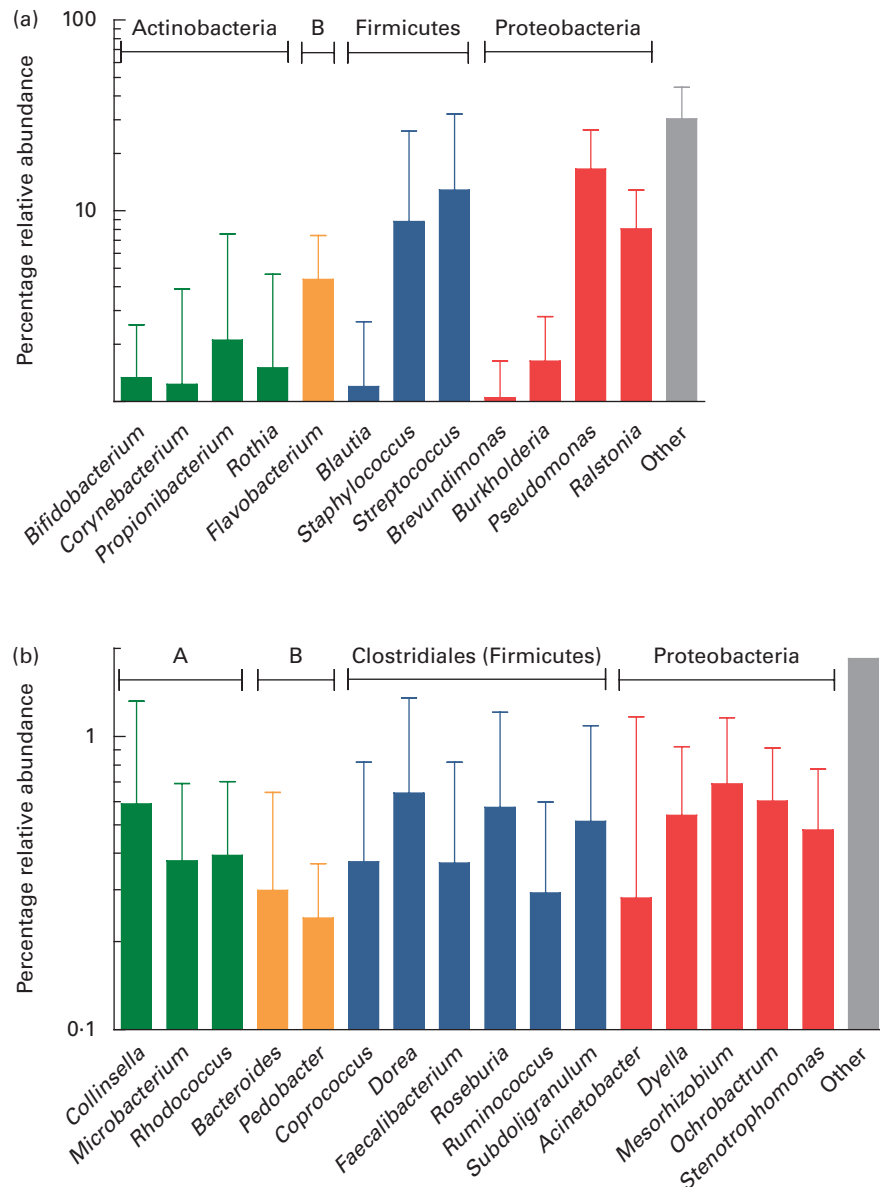 (a)
100
Actinobacteria B Firmicutes Proteobacteria
Percentage relative abundance
10
Bifidobacterium
Corynebacterium
Propionibacterium
Rothia
Flavobacterium
Blautia
Staphylococcus
Streptococcus
Brevundimonas
Burkholderia
Pseudomonas
Ralstonia
Other
(b)
A B Clostridiales (Firmicutes) Proteobacteria
Percentage relative abundance
1
0·1
Collinsella
Microbacterium
Rhodococcus
Bacteroides
Pedobacter
Coprococcus
Dorea
Faecalibacterium
Roseburia
Ruminococcus
Subdoligranulum
Acinetobacter
Dyella
Mesorhizobium
Ochrobactrum
Stenotrophomonas
Other